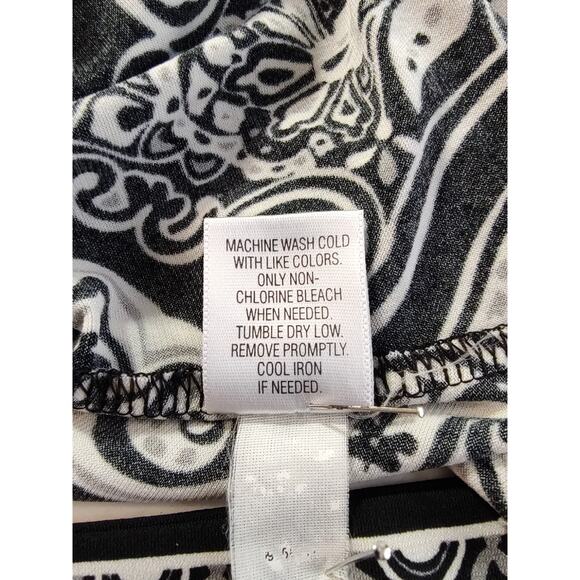 MACHINE WASH COLD
WITH LIKE COLORS.
ONLY NON-
CHLORINE BLEACH
WHEN NEEDED.
TUMBLE DRY LOW.
REMOVE PROMPTLY.
COOL IRON
IF NEEDED.